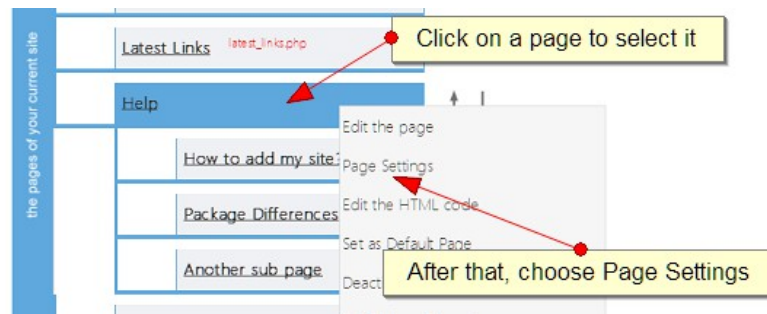 the pages of your current site
Latest Links latest_links.php
Click on a page to select it
Help
Edit the page
How to add my site?
Page Settings
Package Differences
Edit the HTML code
Set as Default Page
Another sub page
Deact
After that, choose Page Settings